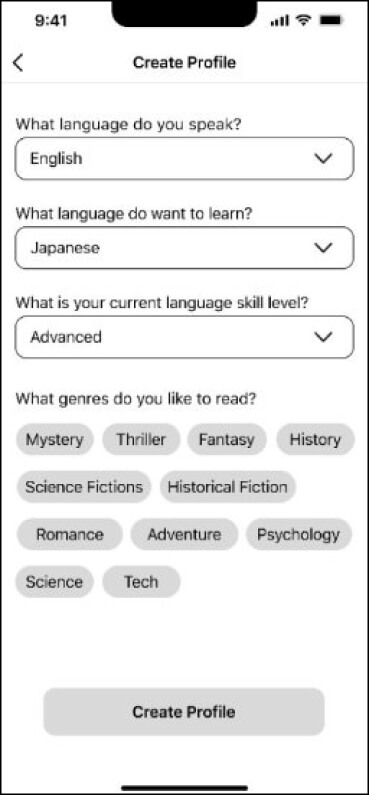 9:41
Create Profile
What language do you speak?
English
What language do want to learn?
Japanese
What is your current language skill level?
Advanced
What genres do you like to read?
Mystery Thriller Fantasy History
Science Fictions Historical Fiction
Romance Adventure Psychology
Science Tech
Create Profile